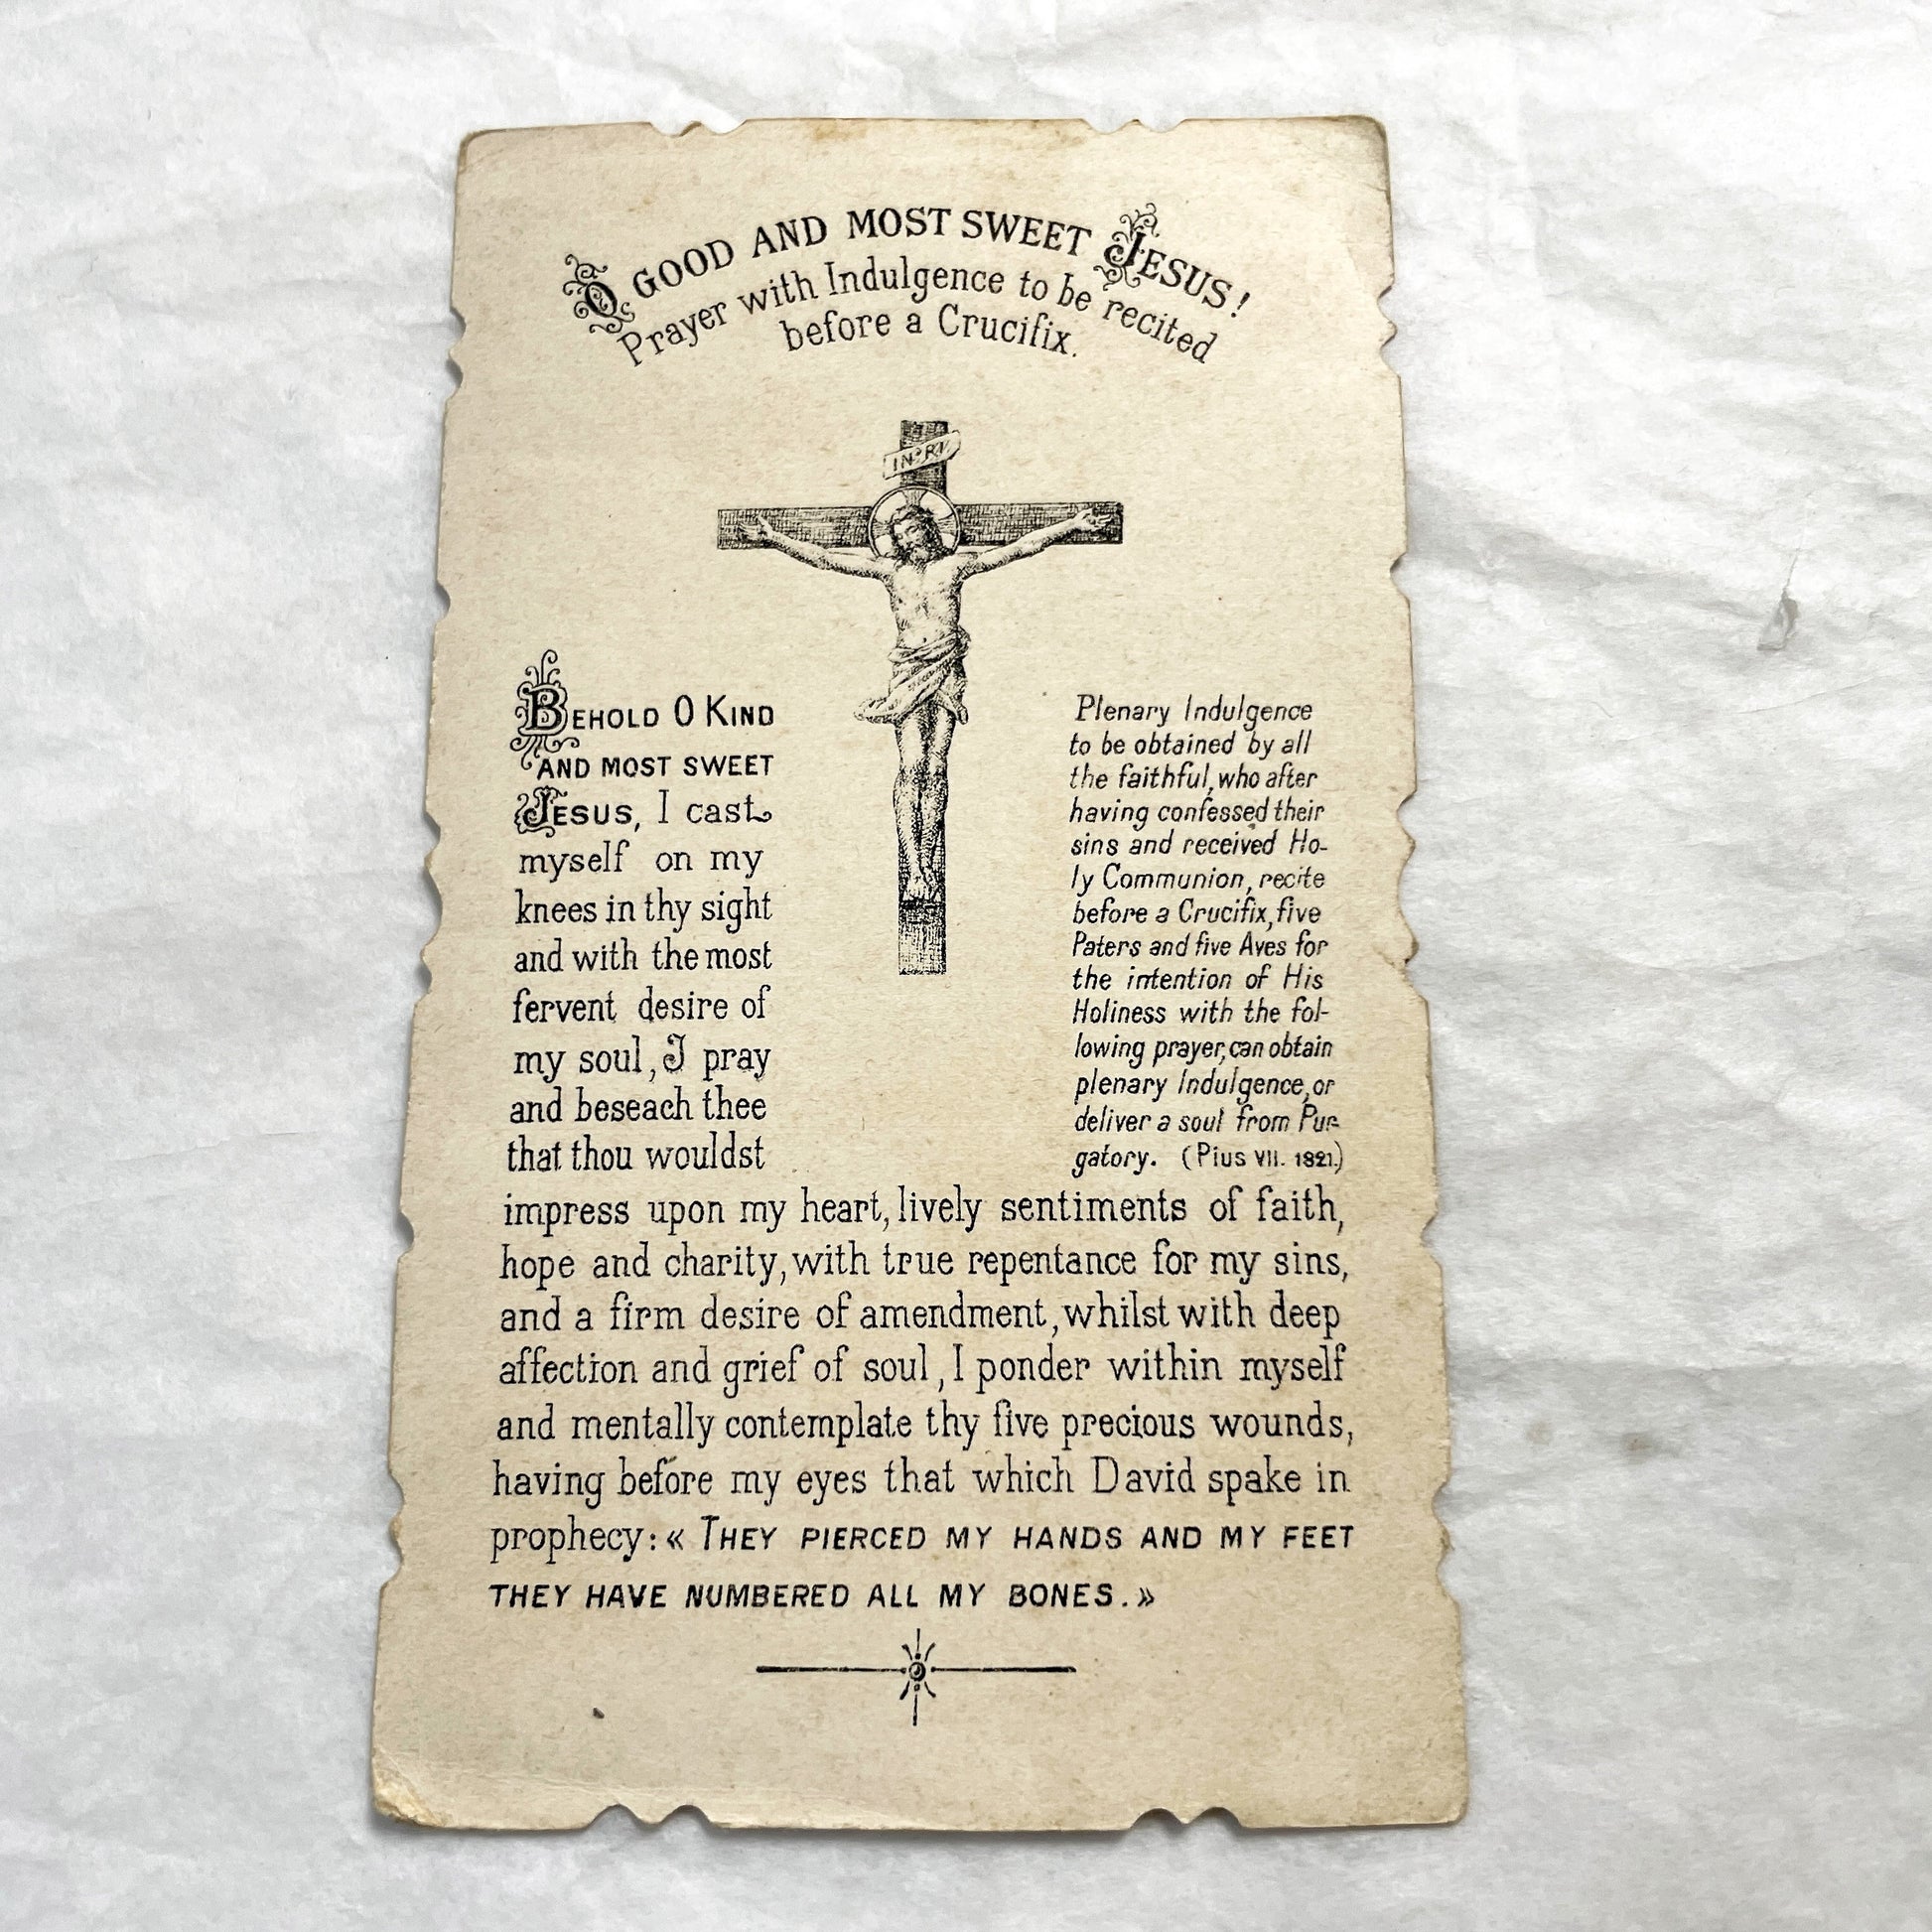 O GOOD AND MOST SWEET JESUS!
Prayer with Indulgence to be recited
before a Crucifix.
INRI
BEHOLD O KIND
AND MOST SWEET
JESUS, I cast
myself on my
knees in thy sight
and with the most
fervent desire of
my soul, I pray
and beseach thee
that thou wouldst
Plenary Indulgence
to be obtained by all
the faithful, who after
having confessed their
sins and received Ho-
ly Communion, recite
before a Crucifix, five
Paters and five Aves for
the intention of His
Holiness with the fol-
lowing prayer, can obtain
plenary Indulgence, or
deliver a soul from Pur-
gatory. (Pius VII. 1821.)
impress upon my heart, lively sentiments of faith,
hope and charity, with true repentance for my sins,
and a firm desire of amendment, whilst with deep
affection and grief of soul, I ponder within myself
and mentally contemplate thy five precious wounds,
having before my eyes that which David spake in
prophecy: « THEY PIERCED MY HANDS AND MY FEET
THEY HAVE NUMBERED ALL MY BONES. »